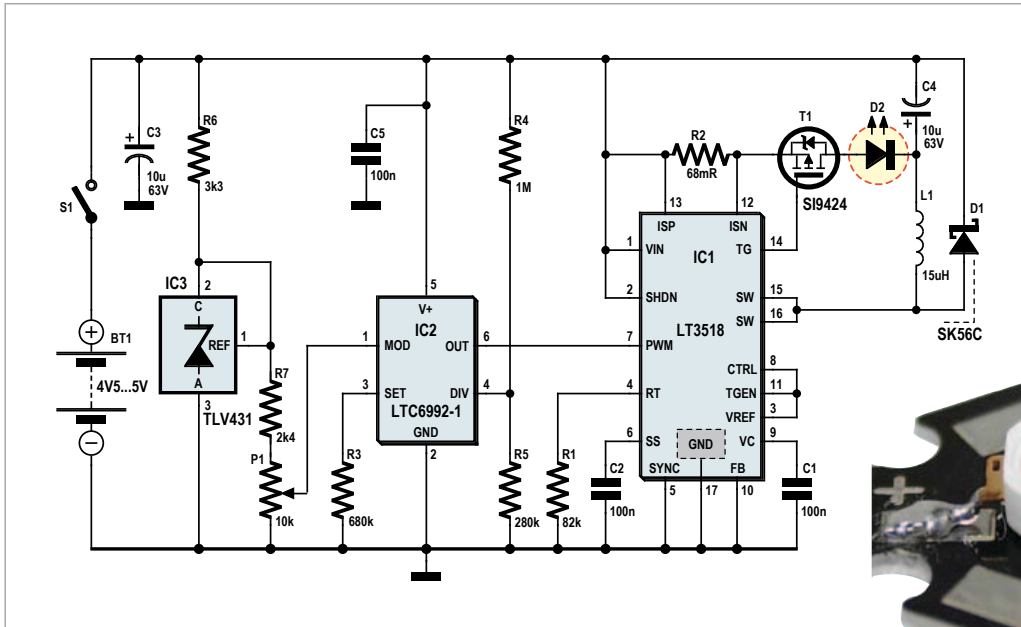 S1
BT1
4V5...5V
C3
10u
63V
R6
3k3
IC3
2
C
REF
1
A
3
TLV431
R7
2k4
P1
10k
C5
100n
5
V+
IC2
1
MOD
OUT
6
3
SET
DIV
4
LTC6992-1
GND
2
R3
680k
R4
1M
R5
280k
R1
82k
C2
100n
R2
68mR
13
12
ISP
ISN
1
VIN
IC1
TG
14
2
SHDN
SW
15
SW
16
LT3518
7
PWM
CTRL
8
4
RT
TGEN
11
VREF
3
6
SS
GND
VC
9
SYNC
FB
5
17
10
C1
100n
T1
SI9424
D2
C4
10u
63V
L1
15uH
D1
SK56C